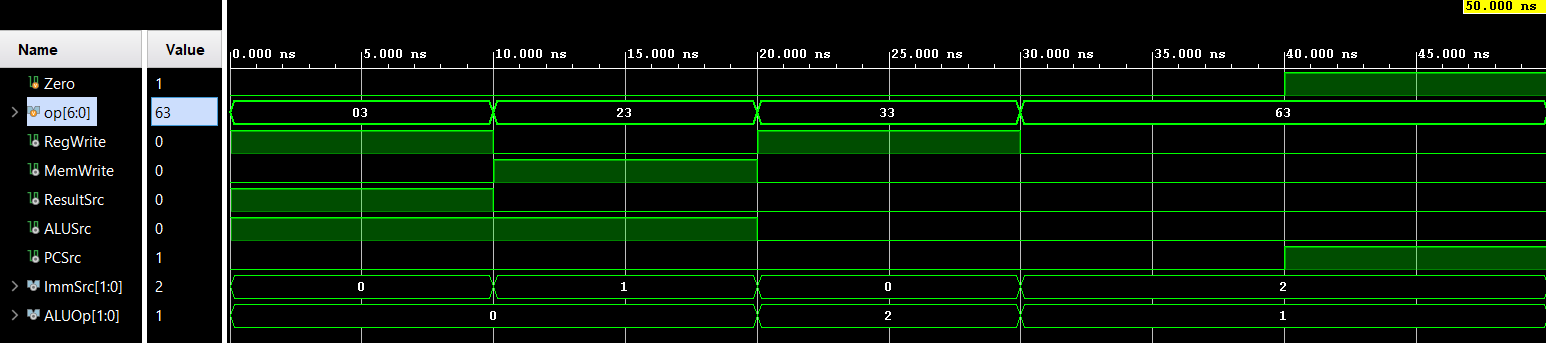 50.000 ns
Name Value
0.000 ns 5.000 ns 10.000 ns 15.000 ns 20.000 ns 25.000 ns 30.000 ns 35.000 ns 40.000 ns 45.000 ns
Zero 1
op[6:0] 63 03 23 33 63
RegWrite 0
MemWrite 0
ResultSrc 0
ALUSrc 0
PCSrc 1
ImmSrc[1:0] 2 0 1 0 2
ALUOp[1:0] 1 0 2 1